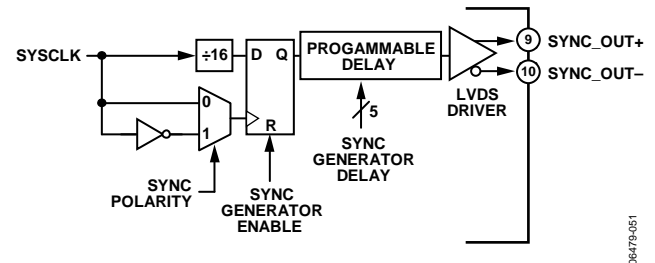 SYSCLK
÷16
D Q
R
PROGAMMABLE
DELAY
9 SYNC_OUT+
10 SYNC_OUT–
LVDS
DRIVER
0
1
5
SYNC
GENERATOR
DELAY
SYNC
POLARITY
SYNC
GENERATOR
ENABLE
06479-051